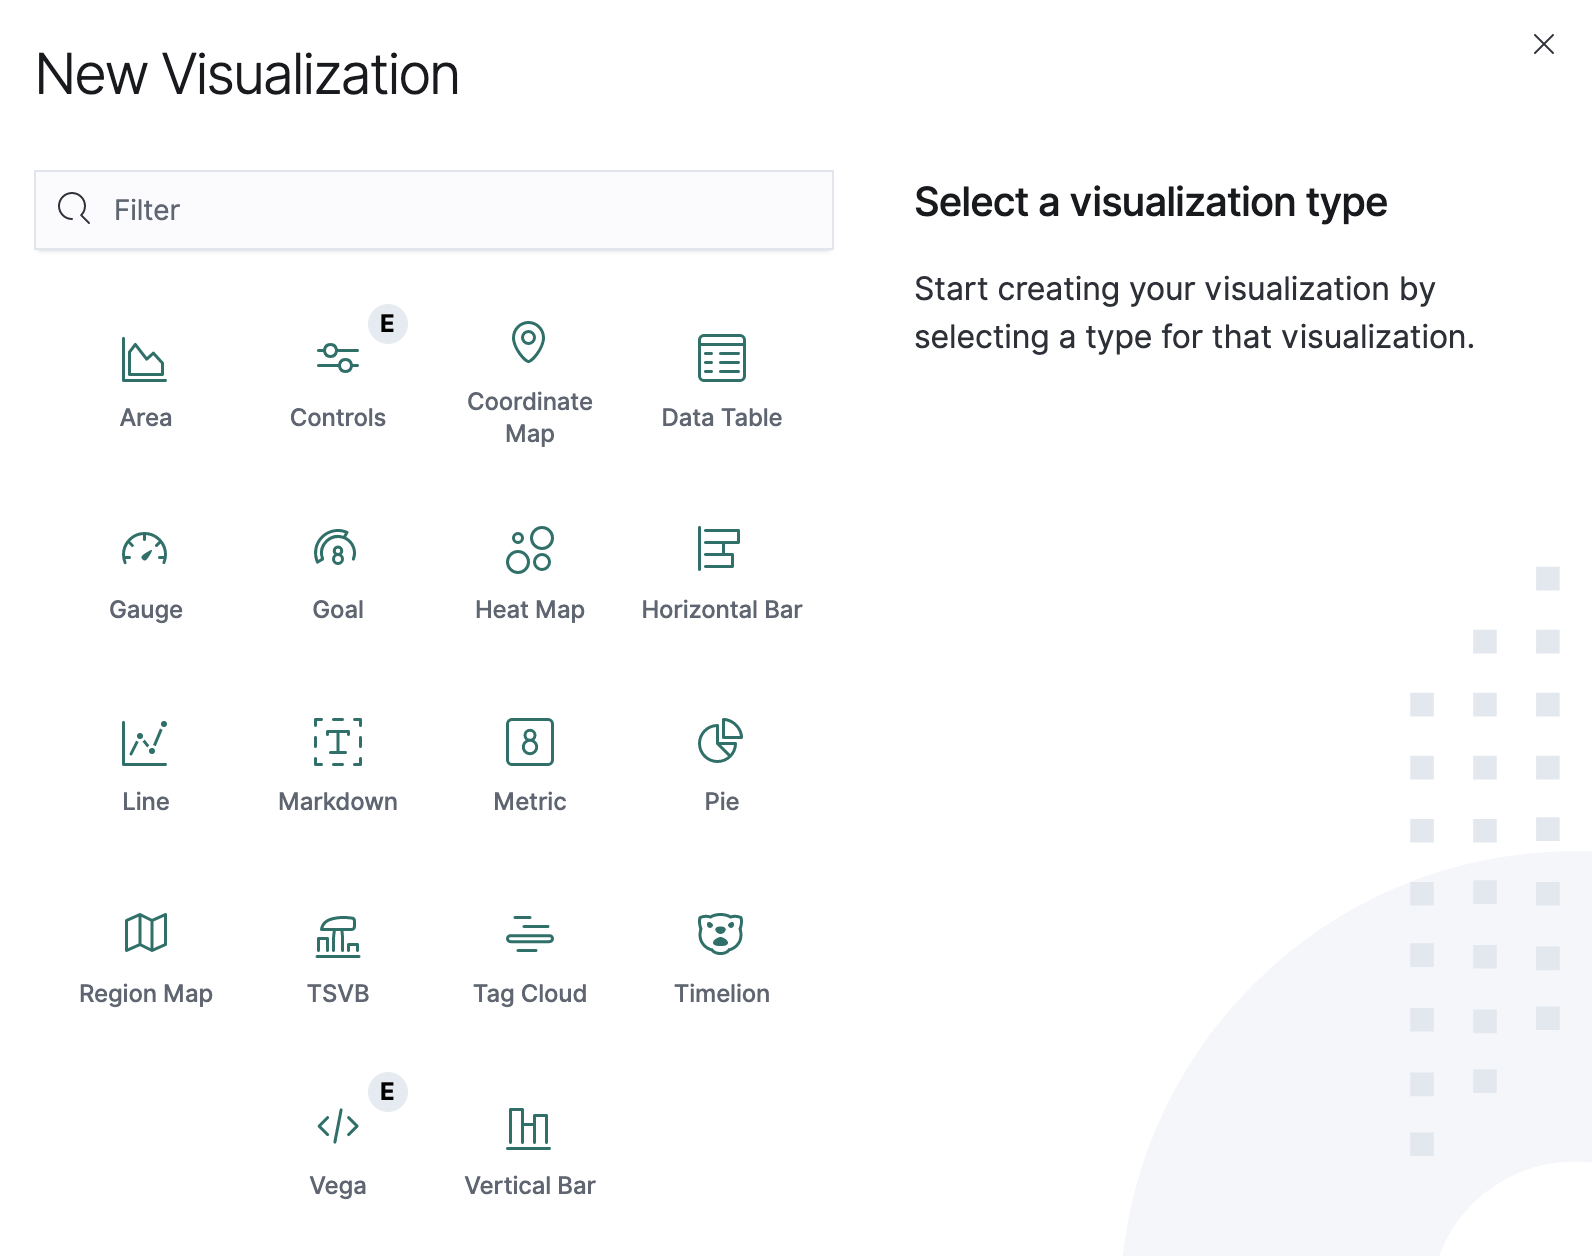 New Visualization
Filter
Select a visualization type
Start creating your visualization by
selecting a type for that visualization.
E
Area
Controls
Coordinate
Map
Data Table
8
Gauge
Goal
Heat Map
Horizontal Bar
T
8
Line
Markdown
Metric
Pie
Region Map
TSVB
Tag Cloud
Timelion
E
</>
Vega
Vertical Bar